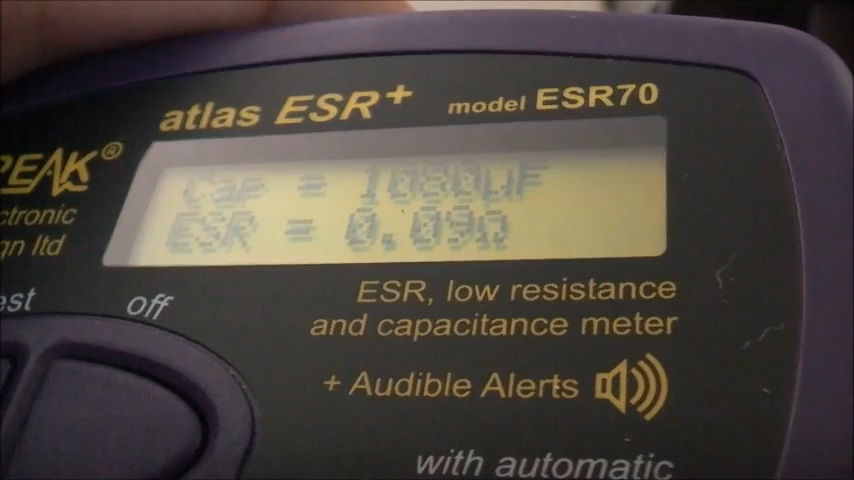 atlas ESR+ model ESR70
PEAK®
ctronic
gn ltd
Cap = 1080µF
ESR = 0.09Ω
est off
ESR, low resistance
and capacitance meter
+ Audible Alerts
with automatic